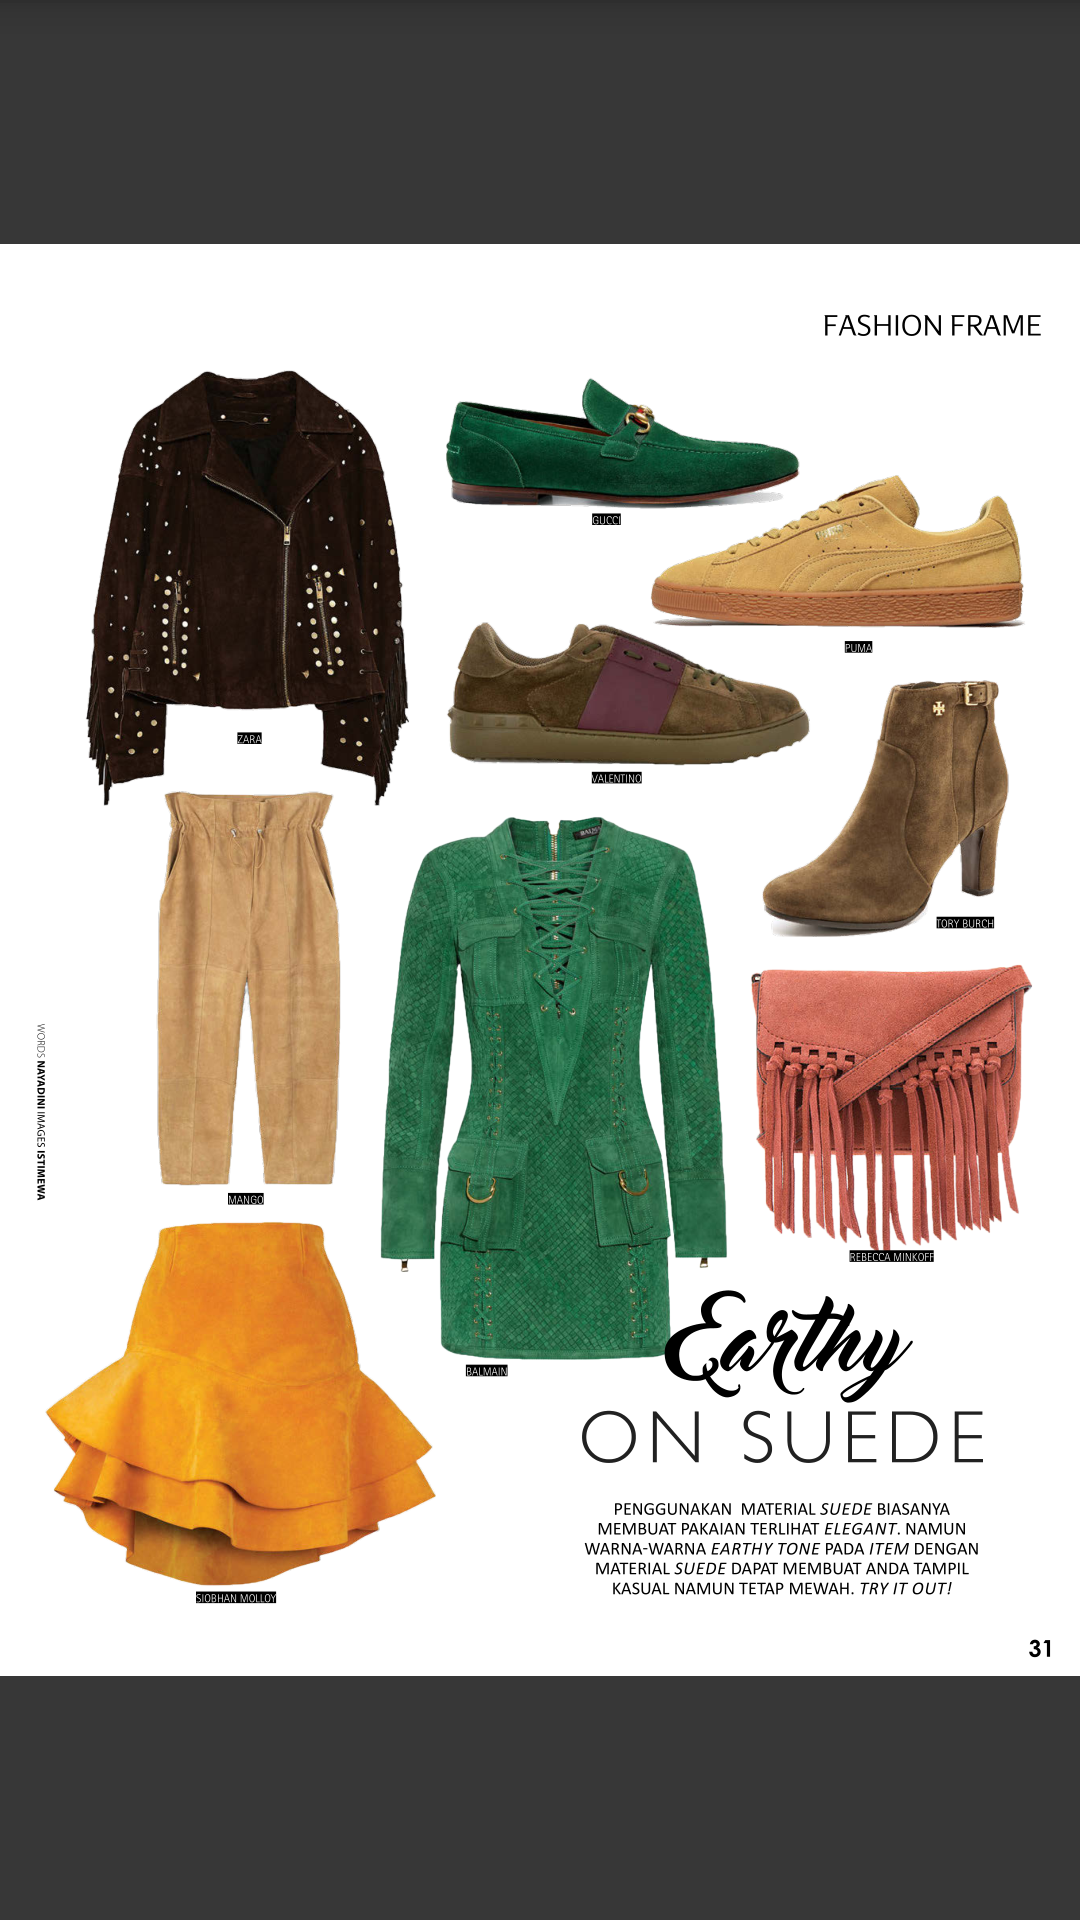 FASHION FRAME
ZARA
GUCCI
PUMA
VALENTINO
TORY BURCH
MANGO
BALMAIN
REBECCA MINKOFF
SIOBHAN MOLLOY
WORDS NAYADINI IMAGES ISTIMEWA
Earthy
ON SUEDE
PENGGUNAKAN MATERIAL SUEDE BIASANYA
MEMBUAT PAKAIAN TERLIHAT ELEGANT. NAMUN
WARNA-WARNA EARTHY TONE PADA ITEM DENGAN
MATERIAL SUEDE DAPAT MEMBUAT ANDA TAMPIL
KASUAL NAMUN TETAP MEWAH. TRY IT OUT!
31